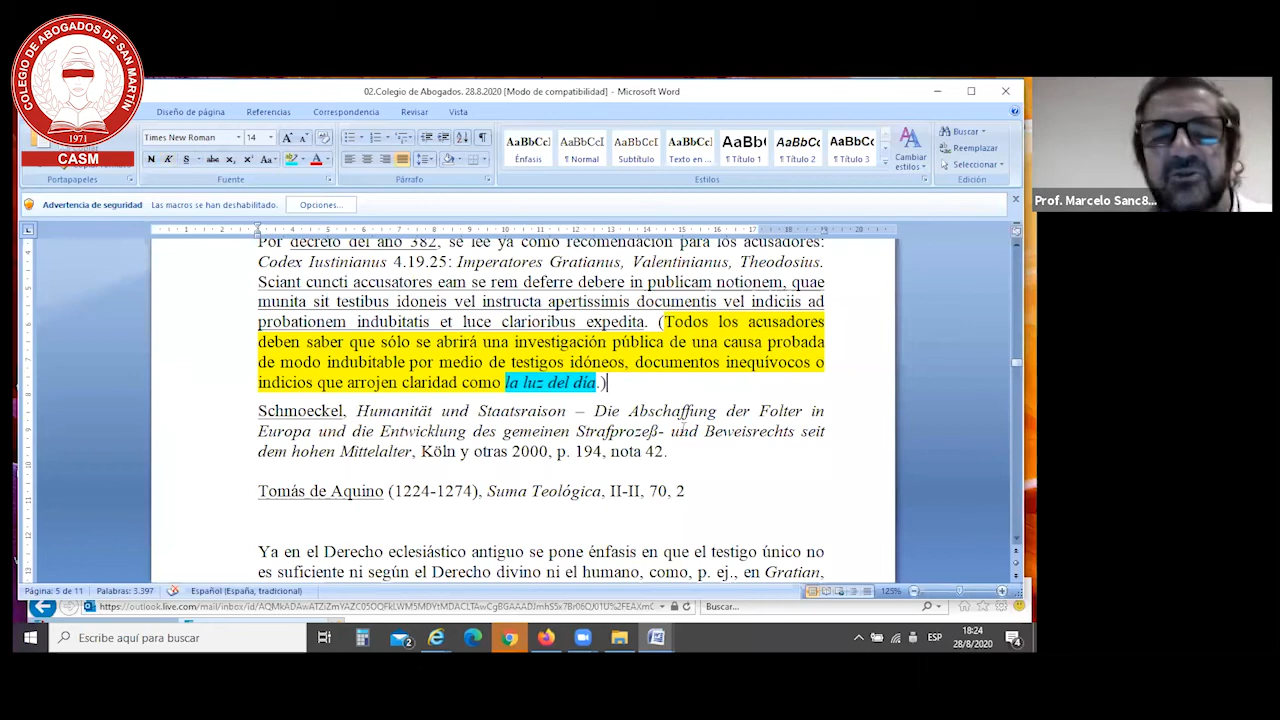 COLEGIO DE ABOGADOS DE SAN MARTIN
1971
CASM
02.Colegio de Abogados. 28.8.2020 [Modo de compatibilidad] - Microsoft Word
Diseño de página Referencias Correspondencia Revisar Vista
Times New Roman 14
AaBbCcI AaBbCcI AaBbCcI AaBbCcI AaBb( AaBbC( AaBbCc
Énfasis ¶ Normal Subtítulo Texto en ... ¶ Título 1 ¶ Título 2 ¶ Título 3
Cambiar estilos
Buscar
Reemplazar
Seleccionar
Portapapeles Fuente Párrafo Estilos Edición
Advertencia de seguridad Las macros se han deshabilitado. Opciones...
Por decreto del año 382, se lee ya como recomendación para los acusadores:
Codex Iustinianus 4.19.25: Imperatores Gratianus, Valentinianus, Theodosius.
Sciant cuncti accusatores eam se rem deferre debere in publicam notionem, quae
munita sit testibus idoneis vel instructa apertissimis documentis vel indiciis ad
probationem indubitatis et luce clarioribus expedita. (Todos los acusadores
deben saber que sólo se abrirá una investigación pública de una causa probada
de modo indubitable por medio de testigos idóneos, documentos inequívocos o
indicios que arrojen claridad como la luz del día.)
Schmoeckel, Humanität und Staatsraison – Die Abschaffung der Folter in
Europa und die Entwicklung des gemeinen Strafprozeß- und Beweisrechts seit
dem hohen Mittelalter, Köln y otras 2000, p. 194, nota 42.
Tomás de Aquino (1224-1274), Suma Teológica, II-II, 70, 2
Ya en el Derecho eclesiástico antiguo se pone énfasis en que el testigo único no
es suficiente ni según el Derecho divino ni el humano, como, p. ej., en Gratian,
Página: 5 de 11 Palabras: 3.397 Español (España, tradicional) 125%
Buscar...
Escribe aquí para buscar
ESP
18:24
28/8/2020
Prof. Marcelo Sanc8...